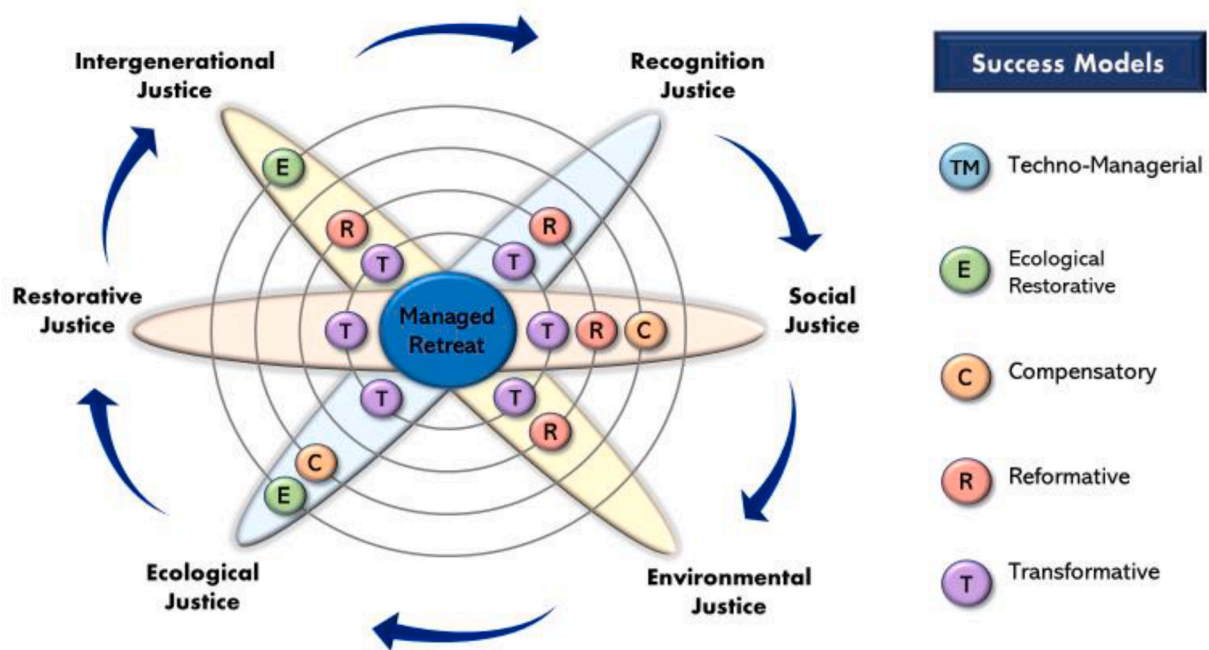 Intergenerational
Justice
Recognition
Justice
Success Models
TM Techno-Managerial
E
R
R
T
T
E Ecological
Restorative
Restorative
Justice
T
Managed
Retreat
T
R
C
Social
Justice
C Compensatory
T
T
R
C
E
R Reformative
Ecological
Justice
Environmental
Justice
T Transformative